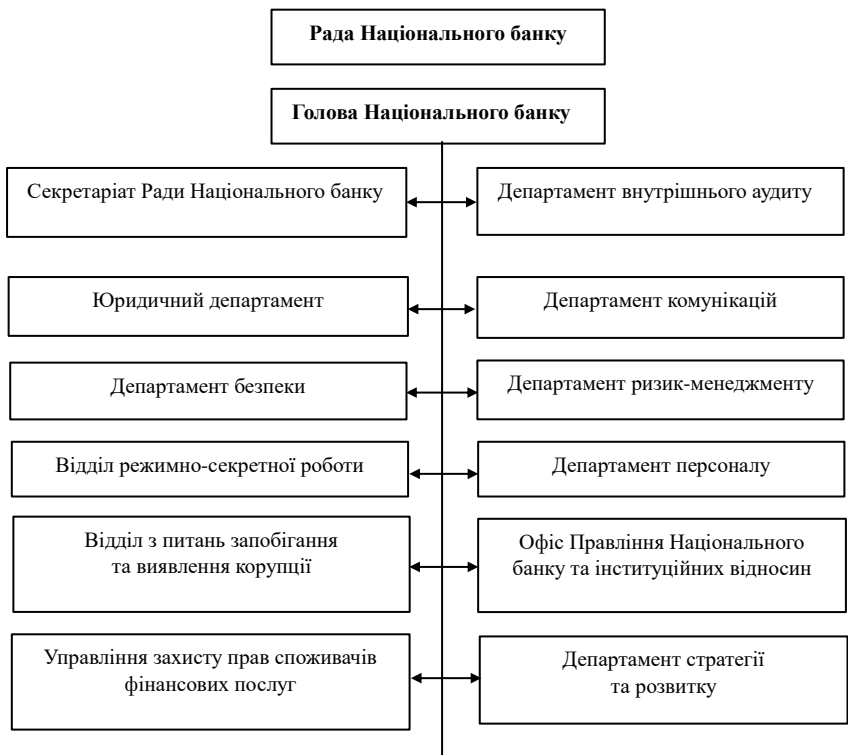 Рада Національного банку
Голова Національного банку
Секретаріат Ради Національного банку
Департамент внутрішнього аудиту
Юридичний департамент
Департамент комунікацій
Департамент безпеки
Департамент ризик-менеджменту
Відділ режимно-секретної роботи
Департамент персоналу
Відділ з питань запобігання
та виявлення корупції
Офіс Правління Національного
банку та інституційних відносин
Управління захисту прав споживачів
фінансових послуг
Департамент стратегії
та розвитку